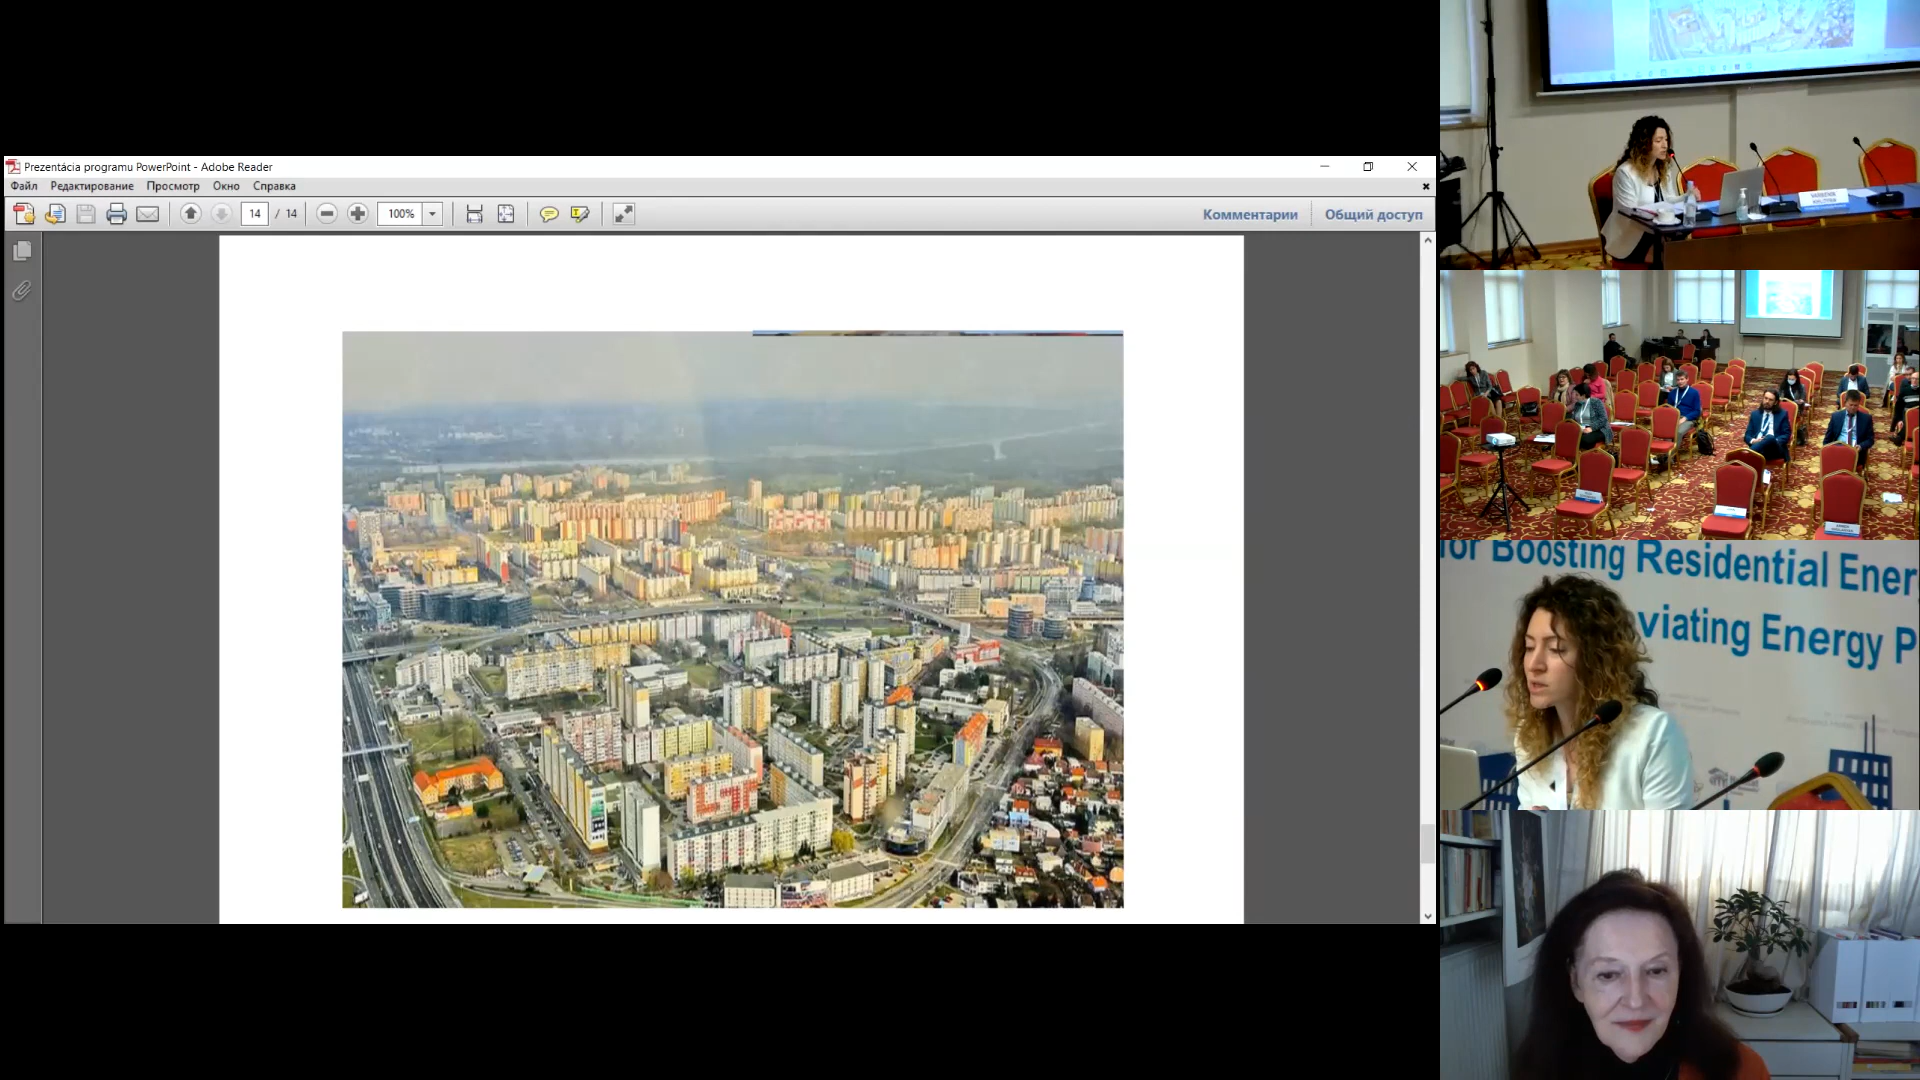 Prezentácia programu PowerPoint - Adobe Reader
Файл Редактирование Просмотр Окно Справка
14 / 14
100%
Комментарии
Общий доступ
for Boosting Residential Ener
viating Energy P